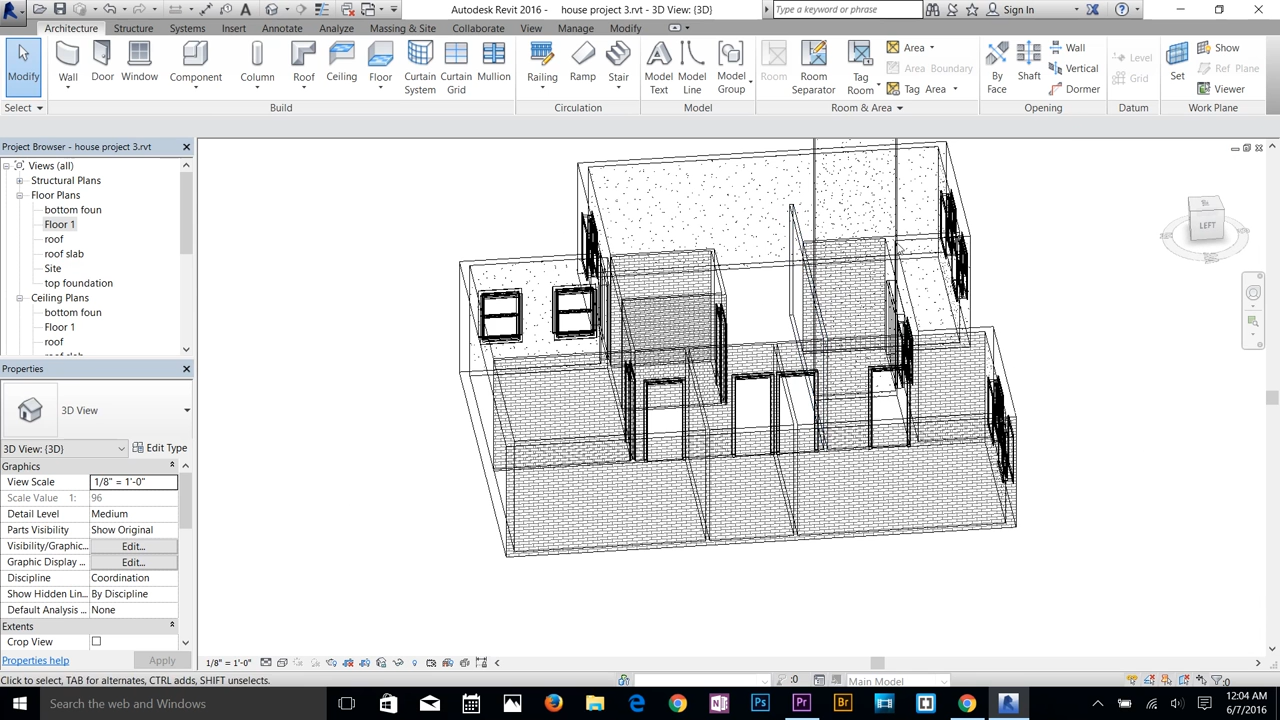 Autodesk Revit 2016 - house project 3.rvt - 3D View: {3D}
Type a keyword or phrase
Sign In
Architecture Structure Systems Insert Annotate Analyze Massing & Site Collaborate View Manage Modify
Modify Wall Door Window Component Column Roof Ceiling Floor Curtain System Curtain Grid Mullion Railing Ramp Stair Model Text Model Line Model Group Room Room Separator Tag Room
Area
Area Boundary
Tag Area
By Face Shaft
Wall
Vertical
Dormer
Level
Grid
Set
Show
Ref Plane
Viewer
Select Build Circulation Model Room & Area Opening Datum Work Plane
Project Browser - house project 3.rvt
Views (all)
Structural Plans
Floor Plans
bottom foun
Floor 1
roof
roof slab
Site
top foundation
Ceiling Plans
bottom foun
Floor 1
roof
Properties
3D View
3D View: {3D} Edit Type
Graphics
View Scale 1/8" = 1'-0"
Scale Value 1: 96
Detail Level Medium
Parts Visibility Show Original
Visibility/Graphic... Edit...
Graphic Display ... Edit...
Discipline Coordination
Show Hidden Lin... By Discipline
Default Analysis ... None
Extents
Crop View
Properties help Apply
LEFT
1/8" = 1'-0"
Click to select, TAB for alternates, CTRL adds, SHIFT unselects.
:0 Main Model :0
Search the web and Windows
12:04 AM
6/7/2016